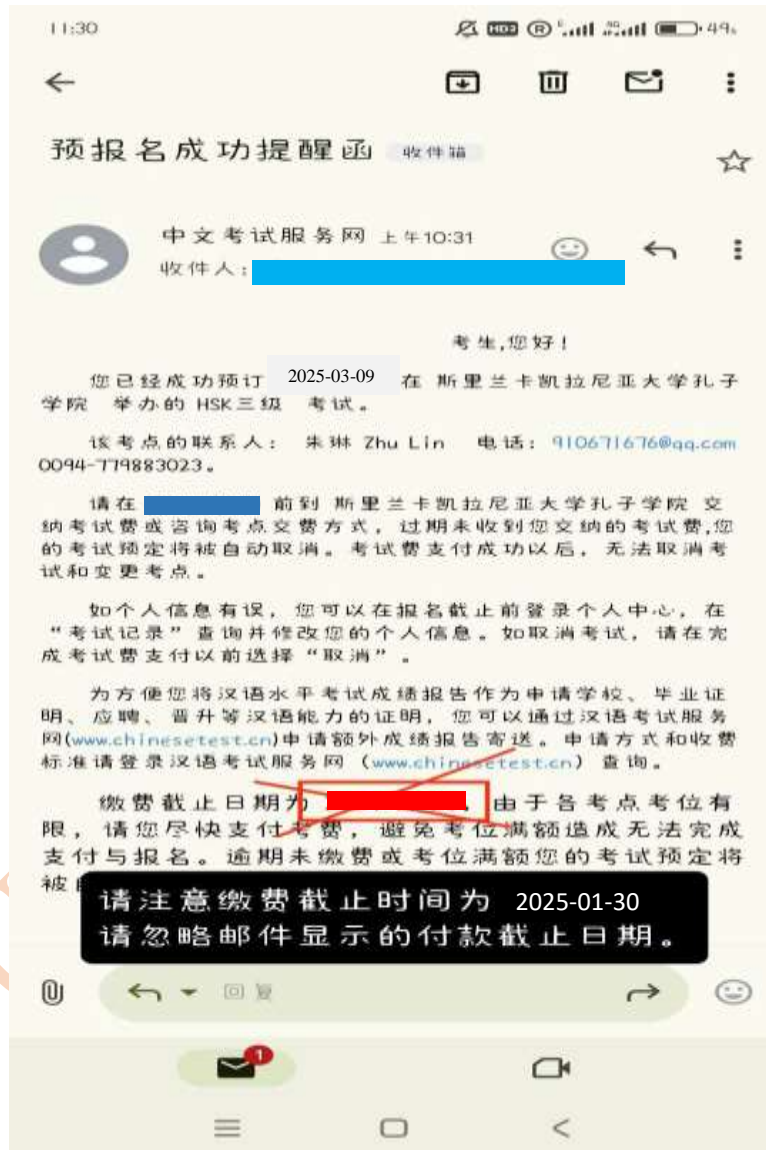 11:30
HD2 R 4G 49%
预报名成功提醒函 收件箱
中文考试服务网 上午10:31
收件人:
考生,您好!
您已经成功预订 2025-03-09 在 斯里兰卡凯拉尼亚大学孔子
学院 举办的 HSK三级 考试。
该考点的联系人: 朱琳 Zhu Lin 电话: 910671676@qq.com
0094-779883023。
请在 前到 斯里兰卡凯拉尼亚大学孔子学院 交
纳考试费或咨询考点交费方式, 过期未收到您交纳的考试费,您
的考试预定将被自动取消。考试费支付成功以后, 无法取消考
试和变更考点。
如个人信息有误, 您可以在报名截止前登录个人中心, 在
“考试记录”查询并修改您的个人信息。如取消考试, 请在完
成考试费支付以前选择“取消”。
为方便您将汉语水平考试成绩报告作为申请学校、毕业证
明、应聘、晋升等汉语能力的证明, 您可以通过汉语考试服务
网(www.chinesetest.cn)申请额外成绩报告寄送。申请方式和收费
标准请登录汉语考试服务网 (www.chinesetest.cn) 查询。
缴费截止日期为 , 由于各考点考位有
限, 请您尽快支付考费, 避免考位满额造成无法完成
支付与报名。逾期未缴费或考位满额您的考试预定将
被
请注意缴费截止时间为 2025-01-30
请忽略邮件显示的付款截止日期。
回复
1